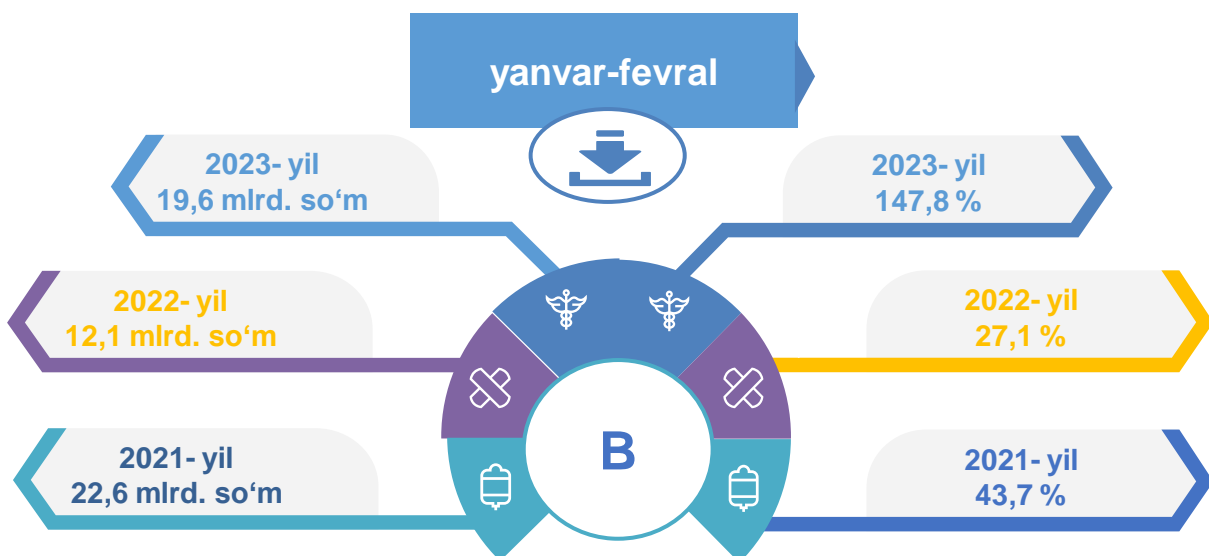 yanvar-fevral
2023- yil
19,6 mlrd. so‘m
2023- yil
147,8 %
2022- yil
12,1 mlrd. so‘m
2022- yil
27,1 %
2021- yil
22,6 mlrd. so‘m
B
2021- yil
43,7 %